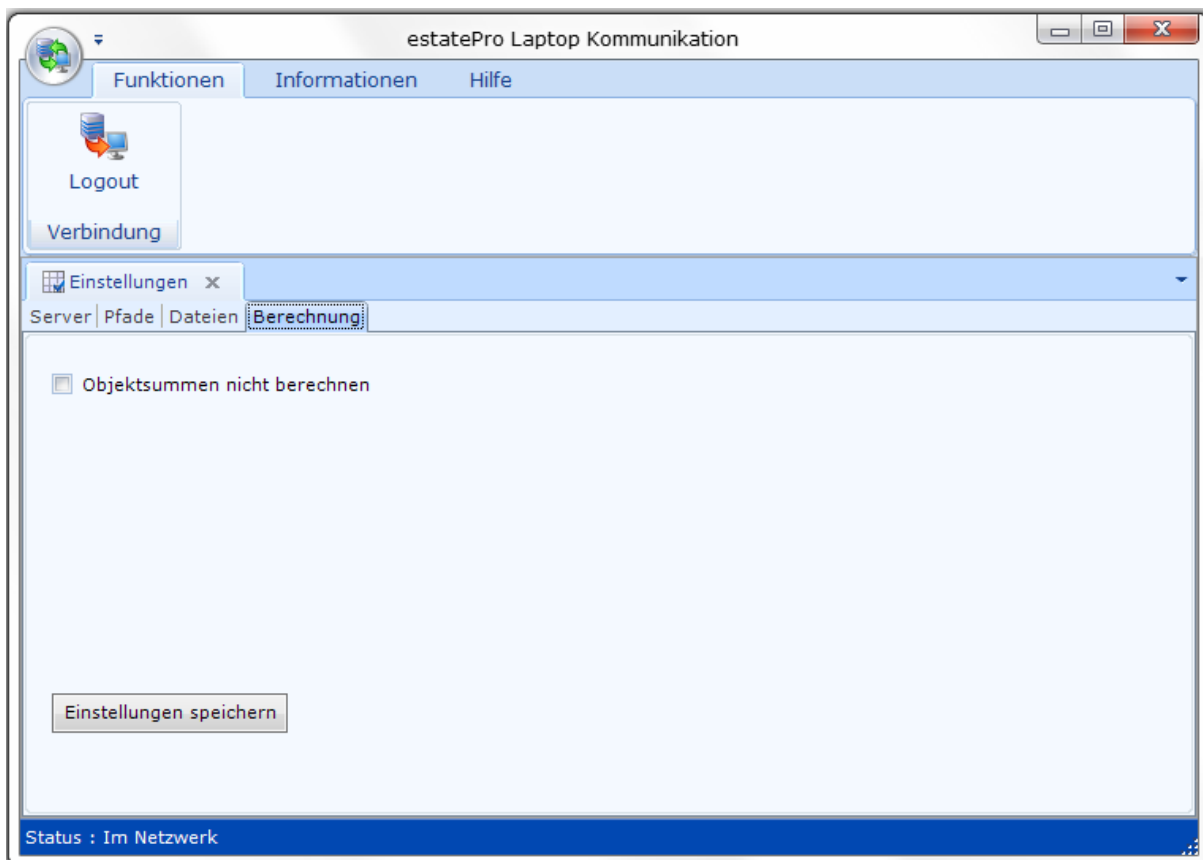 estatePro Laptop Kommunikation
Funktionen Informationen Hilfe
Logout
Verbindung
Einstellungen
Server Pfade Dateien Berechnung
Objektsummen nicht berechnen
Einstellungen speichern
Status : Im Netzwerk